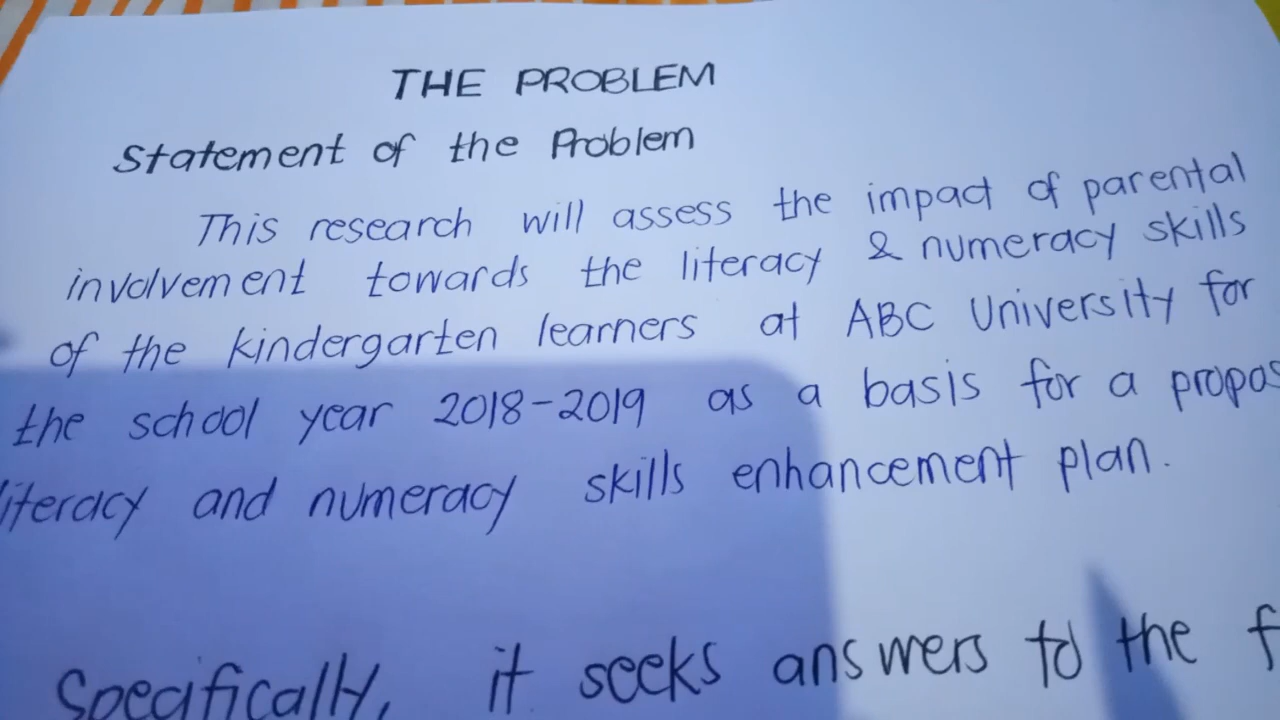 THE PROBLEM
Statement of the Problem
This research will assess the impact of parental
involvement towards the literacy & numeracy skills
of the kindergarten learners at ABC University for
the school year 2018-2019 as a basis for a propos
literacy and numeracy skills enhancement plan.
Specifically, it seeks answers to the f